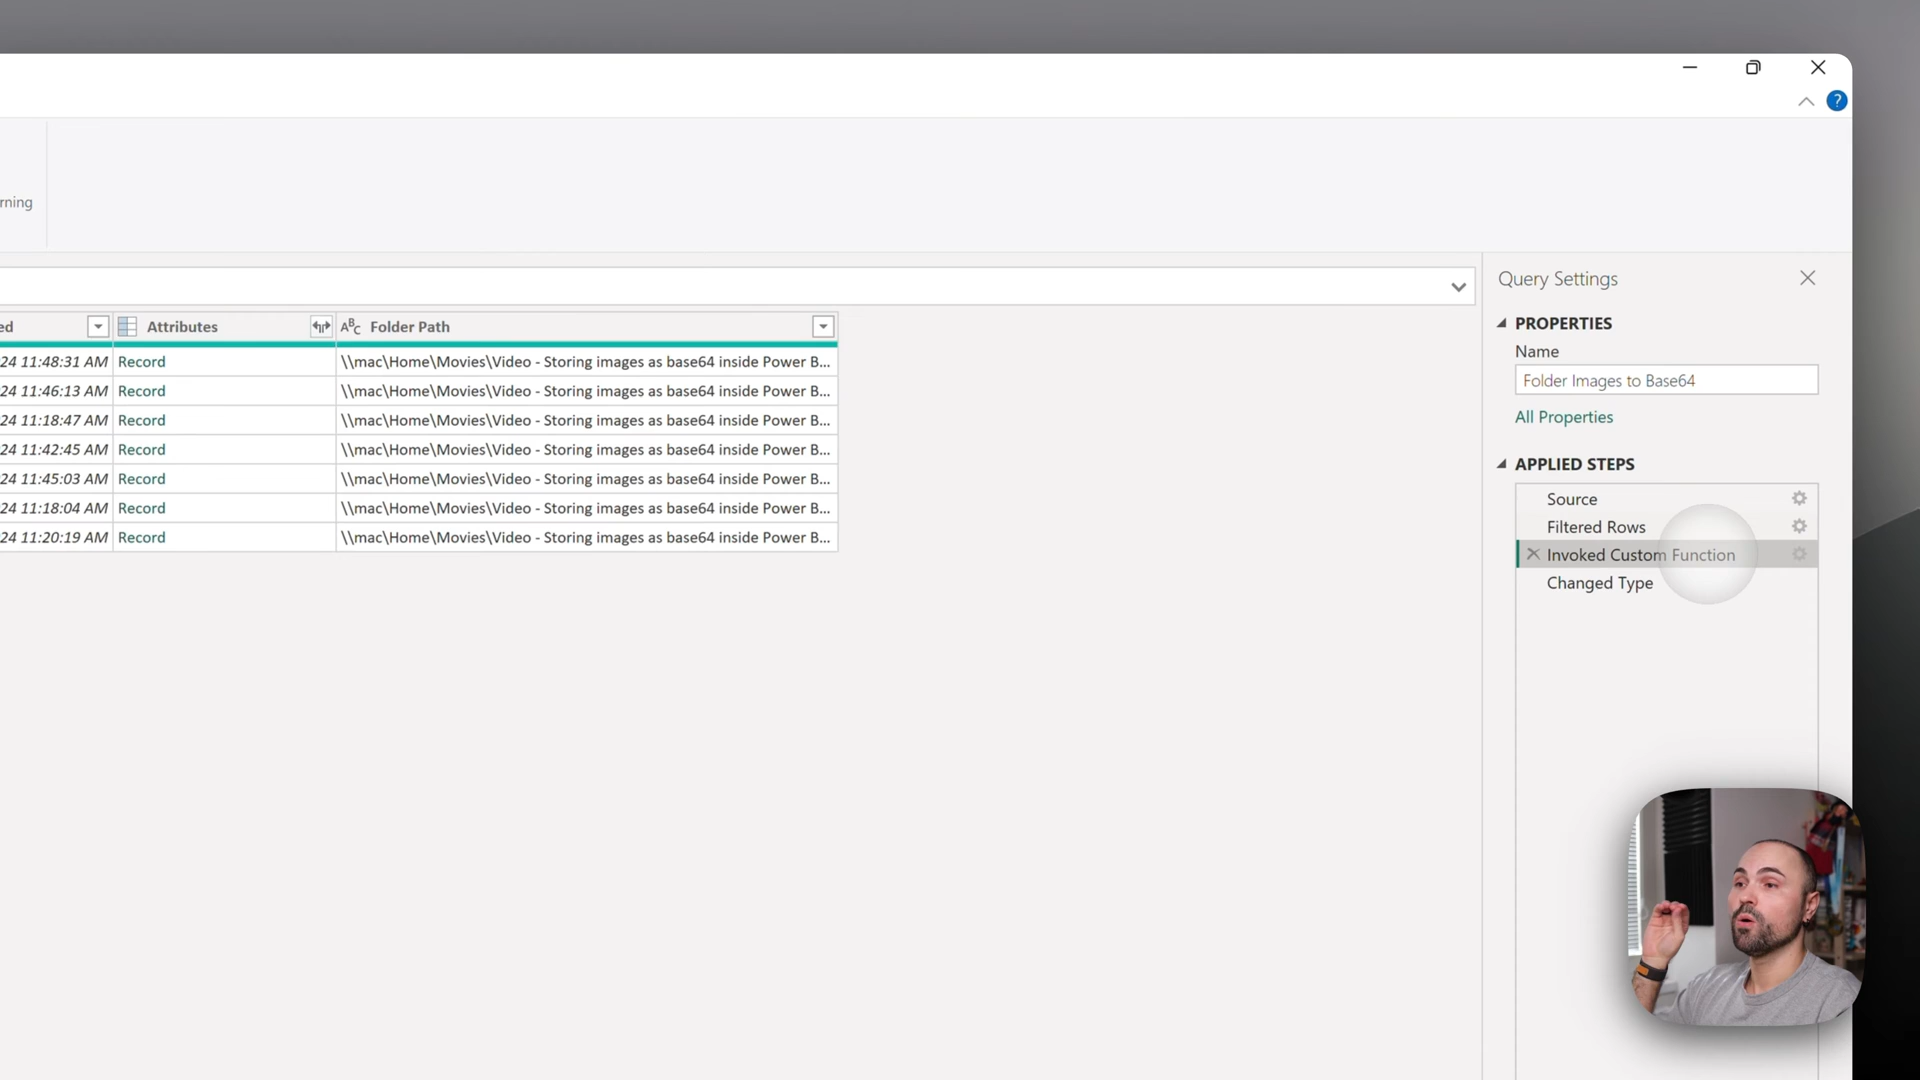 ?
rning
Query Settings
ed Attributes ABC Folder Path
PROPERTIES
Name
24 11:48:31 AM Record \\mac\Home\Movies\Video - Storing images as base64 inside Power B...
Folder Images to Base64
24 11:46:13 AM Record \\mac\Home\Movies\Video - Storing images as base64 inside Power B...
All Properties
24 11:18:47 AM Record \\mac\Home\Movies\Video - Storing images as base64 inside Power B...
24 11:42:45 AM Record \\mac\Home\Movies\Video - Storing images as base64 inside Power B...
APPLIED STEPS
24 11:45:03 AM Record \\mac\Home\Movies\Video - Storing images as base64 inside Power B...
Source
24 11:18:04 AM Record \\mac\Home\Movies\Video - Storing images as base64 inside Power B...
Filtered Rows
24 11:20:19 AM Record \\mac\Home\Movies\Video - Storing images as base64 inside Power B...
Invoked Custom Function
Changed Type